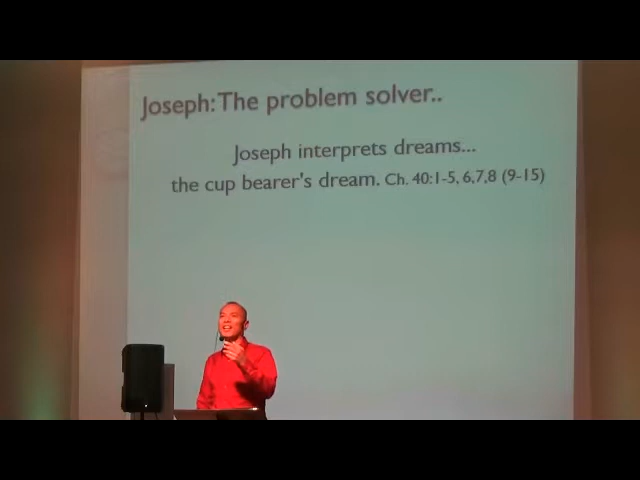 Joseph: The problem solver..
Joseph interprets dreams...
the cup bearer's dream. Ch. 40:1-5, 6,7,8 (9-15)